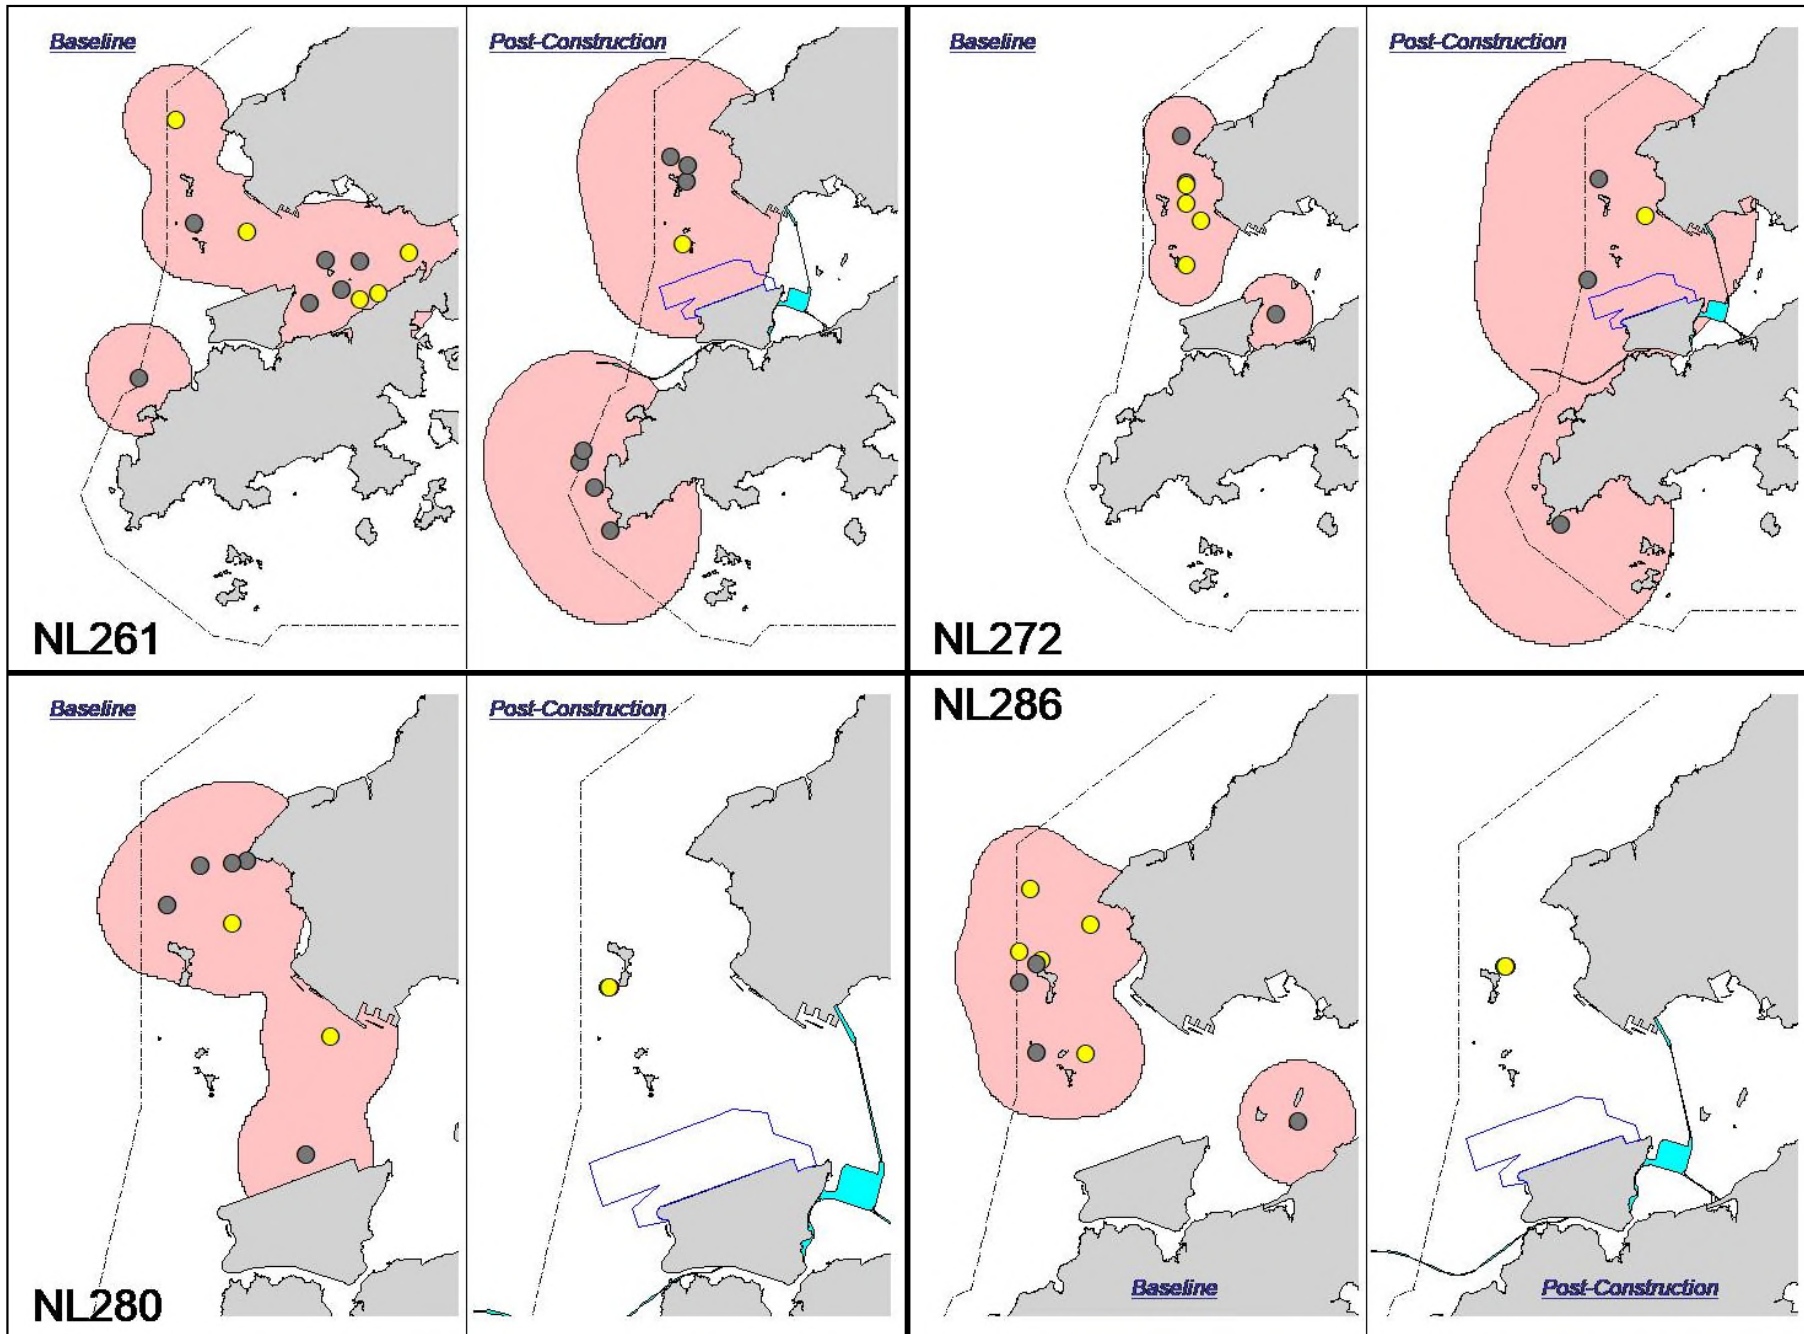 Baseline
Post-Construction
NL261
Baseline
Post-Construction
NL272
Baseline
Post-Construction
NL280
NL286
Baseline
Post-Construction